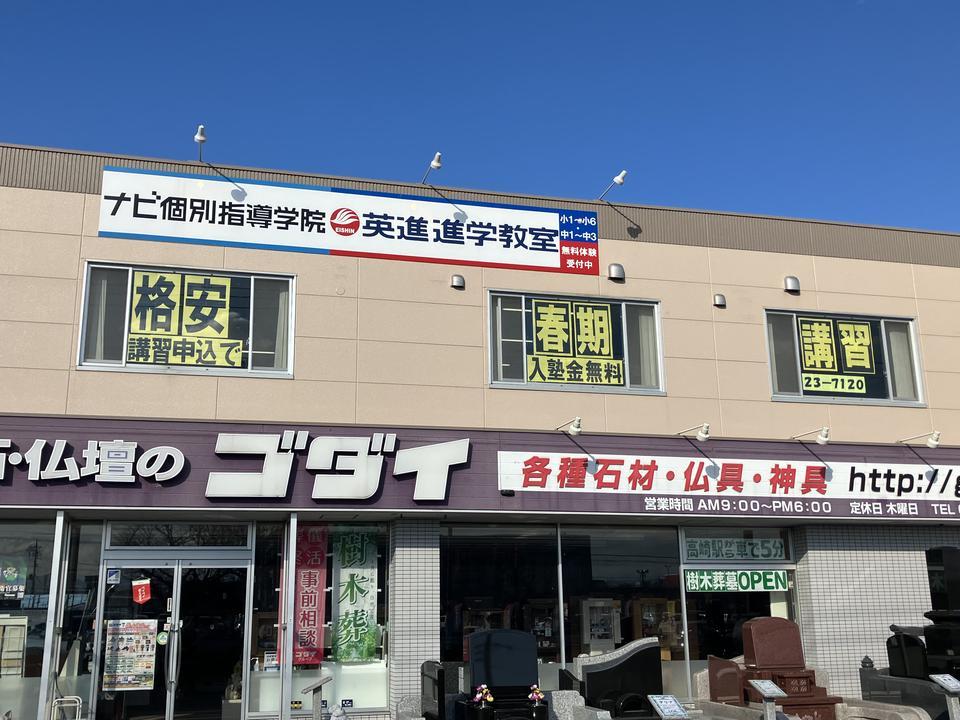 ナビ個別指導学院 EISHIN 英進進学教室
小1〜小6
・
中1〜中3
無料体験
受付中
格安
講習申込で
春期
入塾金無料
講習
23-7120
・仏壇の ゴダイ
各種石材・仏具・神具 http://g
営業時間 AM9:00〜PM6:00 定休日 木曜日 TEL
高崎駅から車で5分
樹木葬墓OPEN
事前相談
樹木葬